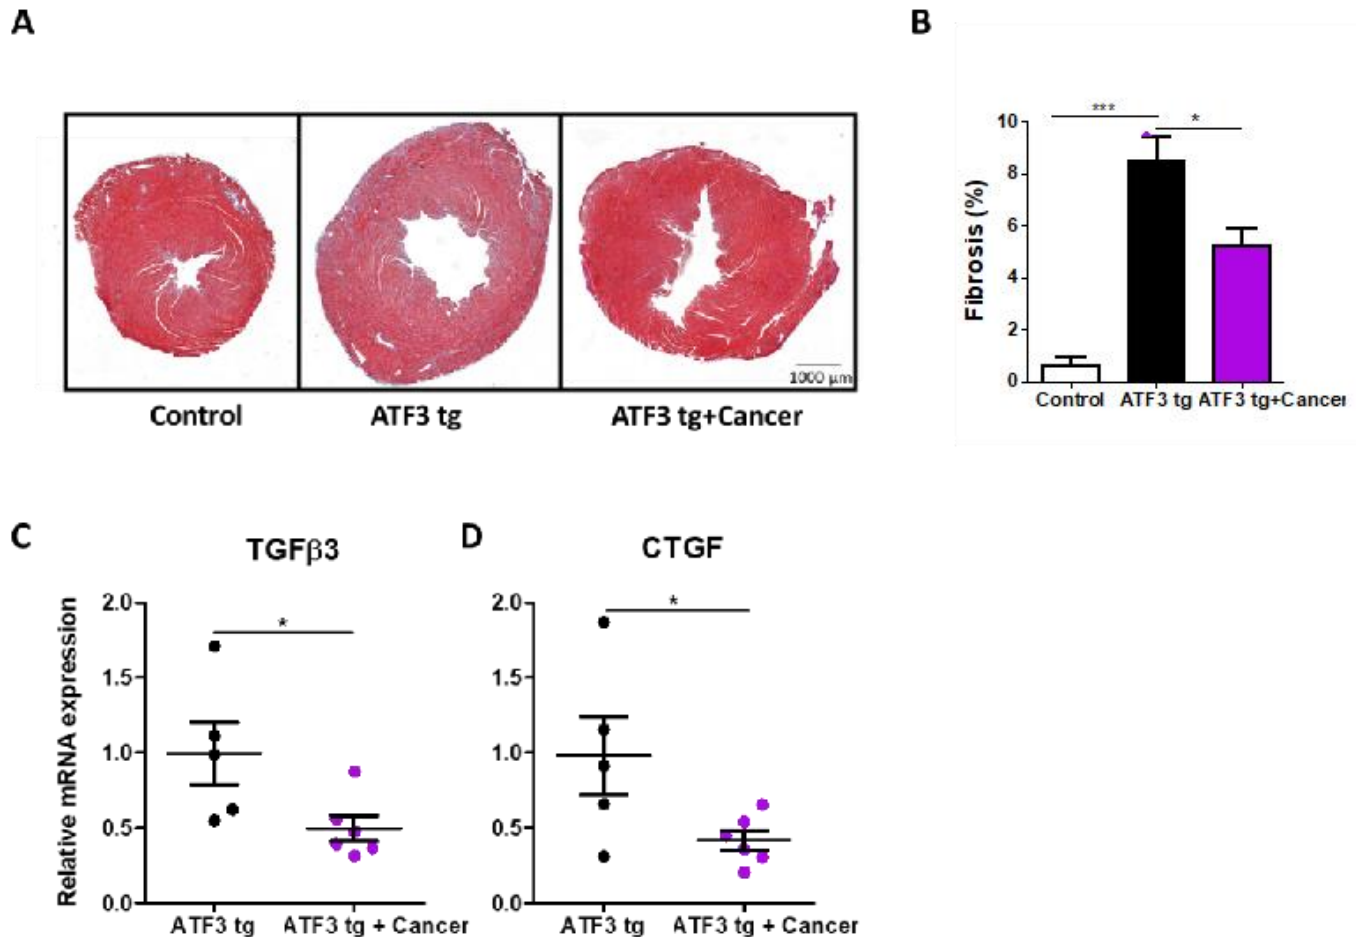 A
B
1000 µm
Control
ATF3 tg
ATF3 tg+Cancer
Fibrosis (%)
10
8
6
4
2
0
***
*
Control
ATF3 tg
ATF3 tg+Cancer
C
TGFβ3
Relative mRNA expression
2.0
1.5
1.0
0.5
0.0
*
ATF3 tg
ATF3 tg + Cancer
D
CTGF
2.0
1.5
1.0
0.5
0.0
*
ATF3 tg
ATF3 tg + Cancer